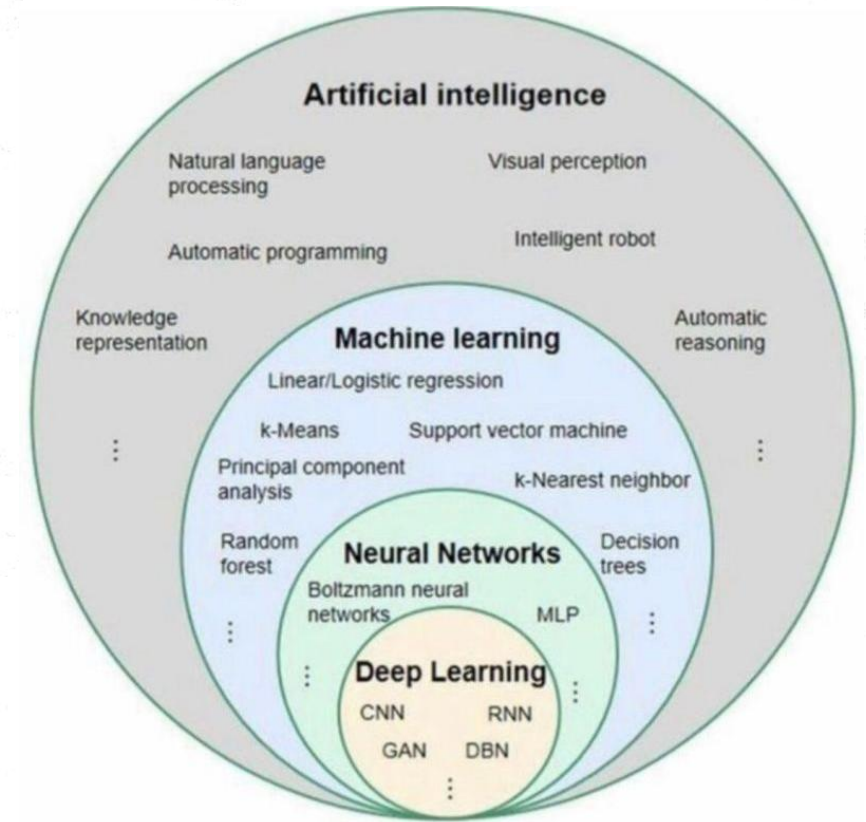 Artificial intelligence
Natural language
processing
Visual perception
Automatic programming
Intelligent robot
Knowledge
representation
Automatic
reasoning
Machine learning
Linear/Logistic regression
k-Means
Support vector machine
Principal component
analysis
k-Nearest neighbor
Random
forest
Decision
trees
Neural Networks
Boltzmann neural
networks
MLP
Deep Learning
CNN
RNN
GAN
DBN